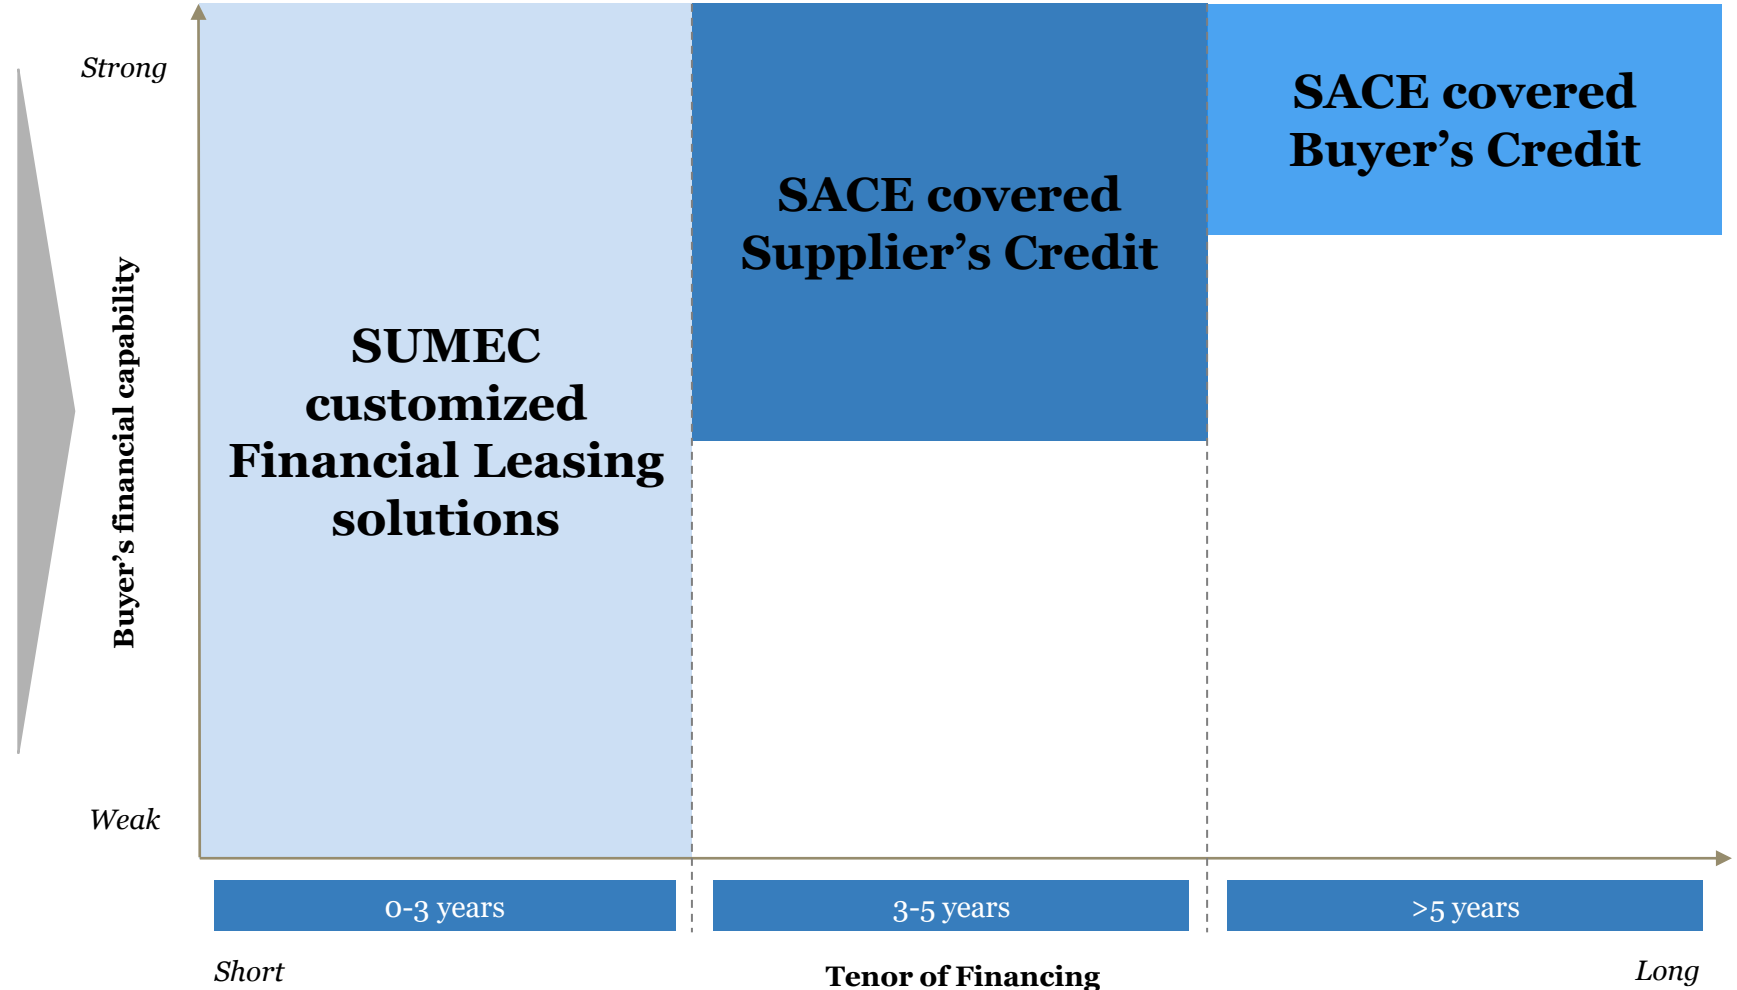 Strong
Buyer’s financial capability
Weak
SUMEC
customized
Financial Leasing
solutions
SACE covered
Supplier’s Credit
SACE covered
Buyer’s Credit
0-3 years
3-5 years
>5 years
Short
Tenor of Financing
Long